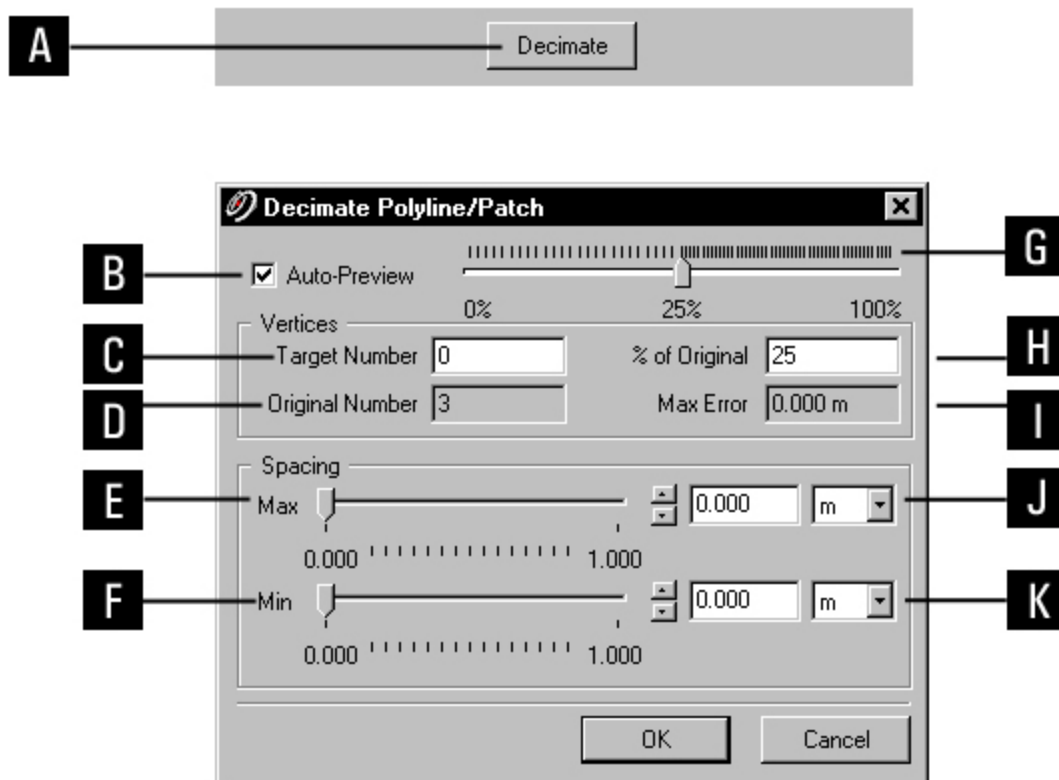 A
Decimate
Decimate Polyline/Patch
B
Auto-Preview
G
0%
25%
100%
Vertices
C
Target Number
0
% of Original
25
H
D
Original Number
3
Max Error
0.000 m
I
Spacing
E
Max
0.000
m
J
0.000
1.000
F
Min
0.000
m
K
0.000
1.000
OK
Cancel